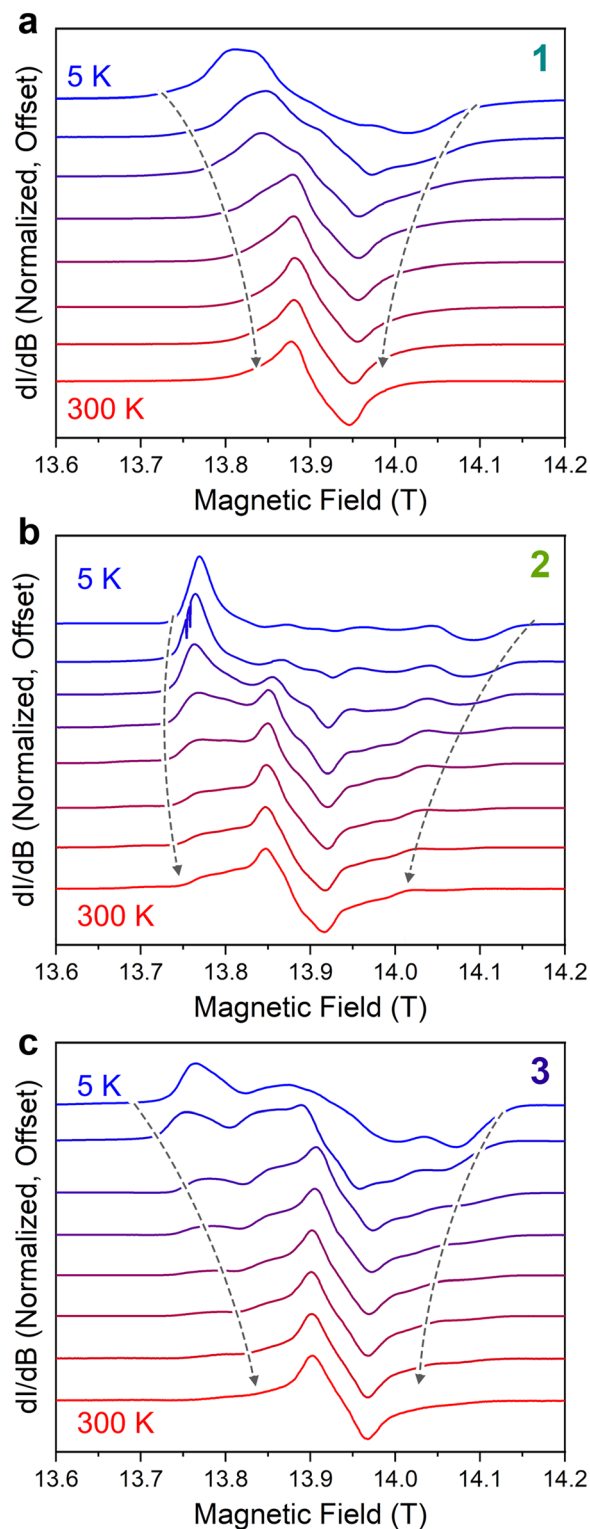 a
1
5 K
300 K
dI/dB (Normalized, Offset)
13.6 13.7 13.8 13.9 14.0 14.1 14.2
Magnetic Field (T)
b
2
5 K
300 K
dI/dB (Normalized, Offset)
13.6 13.7 13.8 13.9 14.0 14.1 14.2
Magnetic Field (T)
c
3
5 K
300 K
dI/dB (Normalized, Offset)
13.6 13.7 13.8 13.9 14.0 14.1 14.2
Magnetic Field (T)